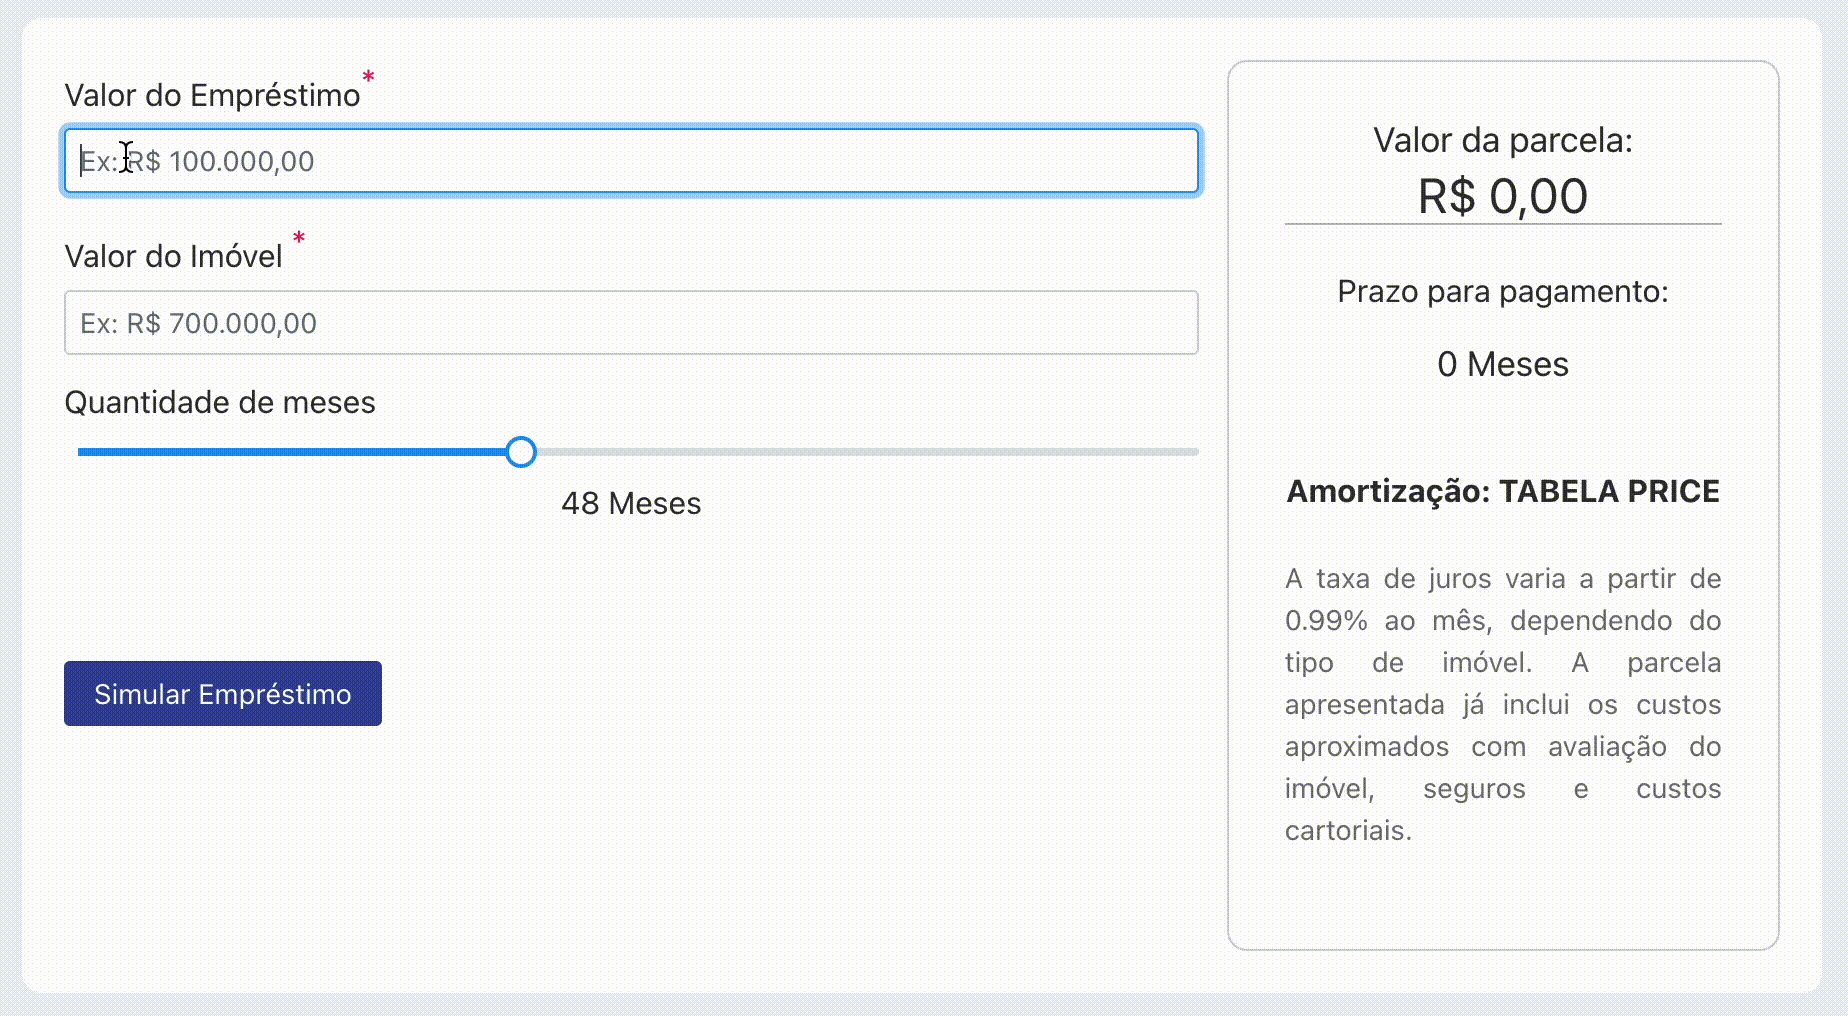 Valor do Empréstimo *
Ex: R$ 100.000,00
Valor do Imóvel *
Ex: R$ 700.000,00
Quantidade de meses
48 Meses
Simular Empréstimo
Valor da parcela:
R$ 0,00
Prazo para pagamento:
0 Meses
Amortização: TABELA PRICE
A taxa de juros varia a partir de
0.99% ao mês, dependendo do
tipo de imóvel. A parcela
apresentada já inclui os custos
aproximados com avaliação do
imóvel, seguros e custos
cartoriais.